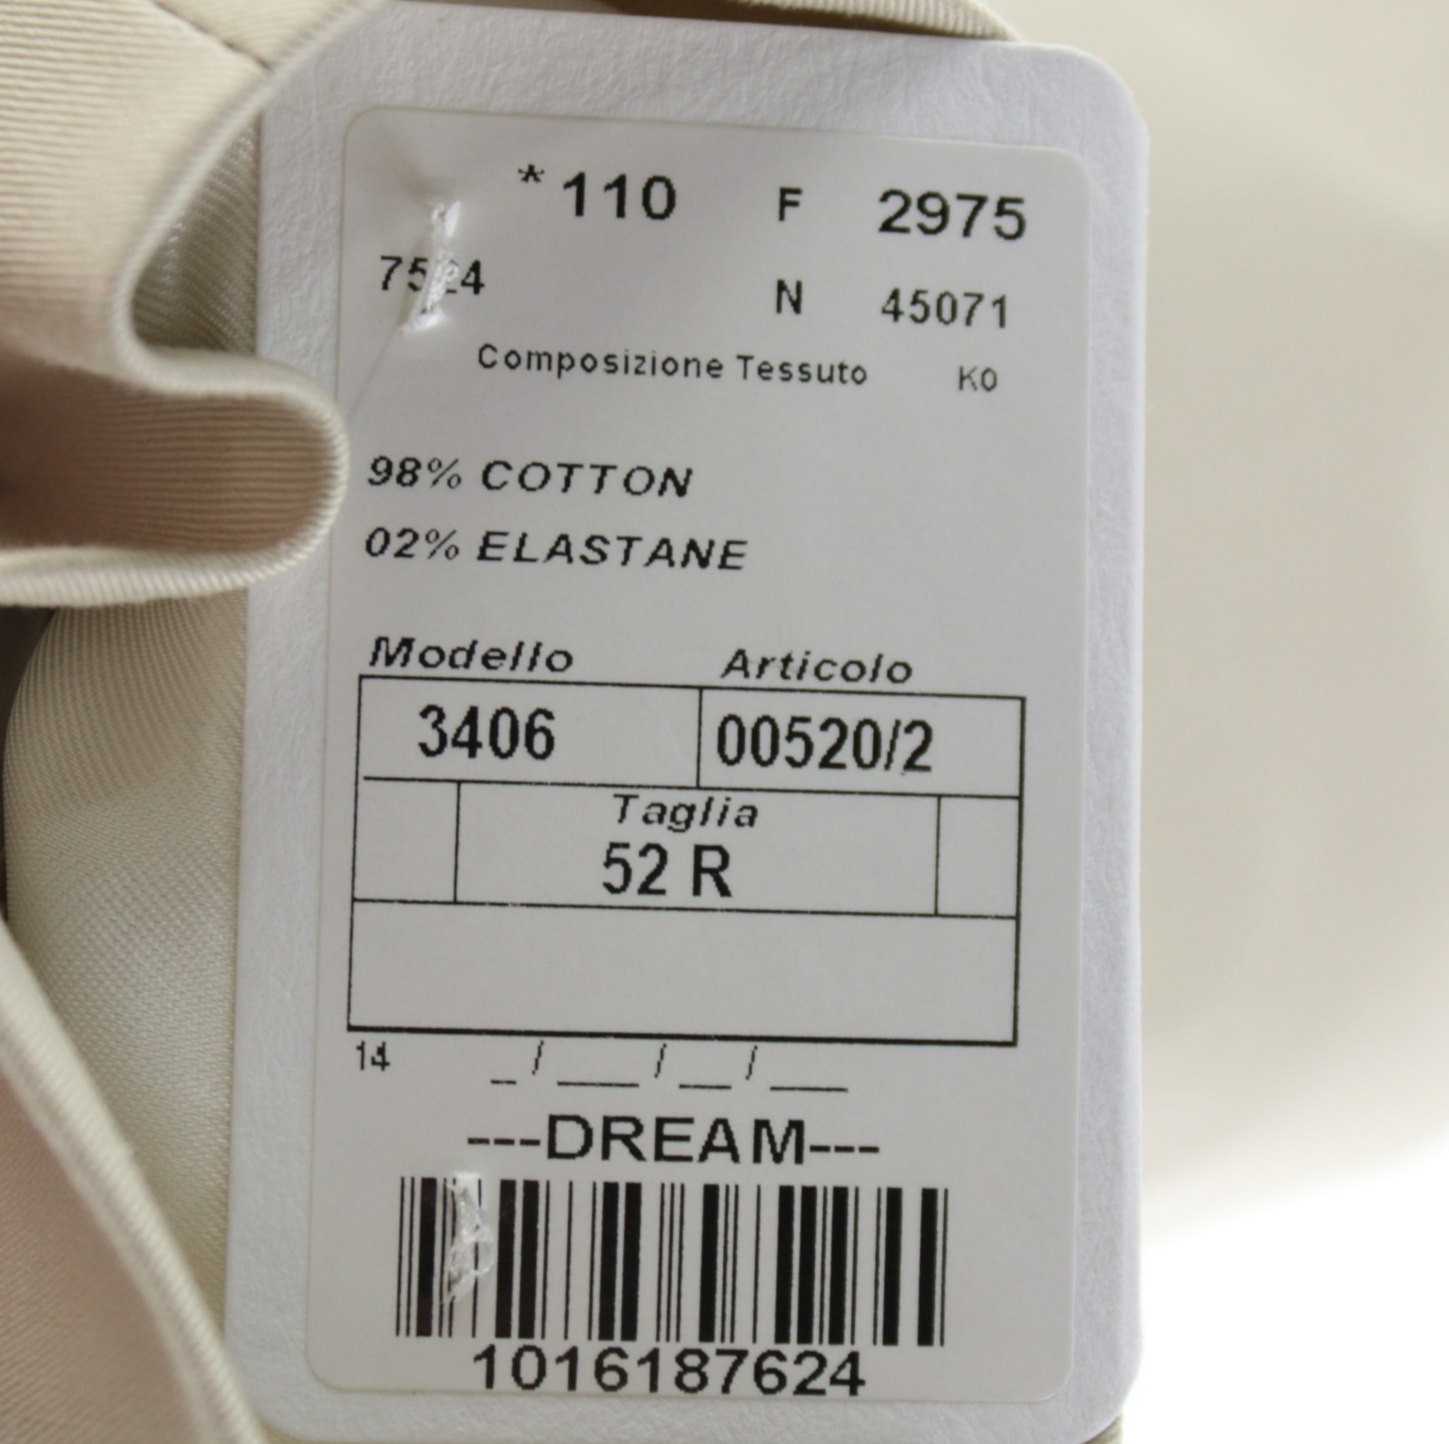 *110 F 2975
N 45071
Composizione Tessuto K0
98% COTTON
02% ELASTANE
Modello Articolo
3406 00520/2
Taglia
52 R
14 _/___/__/___
---DREAM---
1016187624